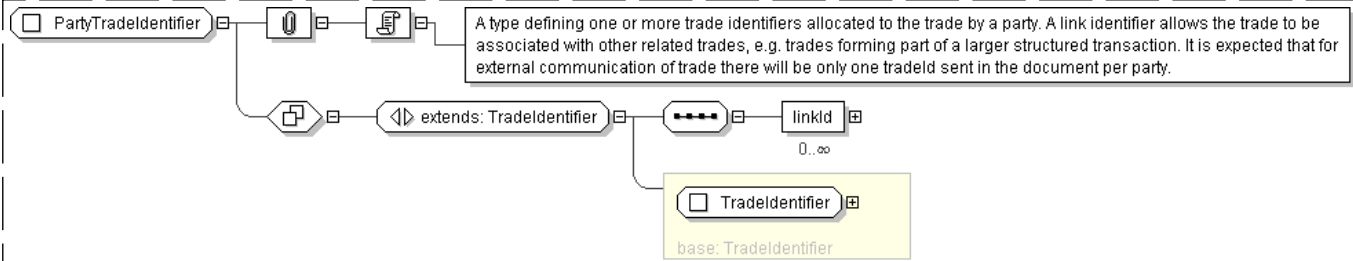 PartyTradeIdentifier
A type defining one or more trade identifiers allocated to the trade by a party. A link identifier allows the trade to be
associated with other related trades, e.g. trades forming part of a larger structured transaction. It is expected that for
external communication of trade there will be only one tradeId sent in the document per party.
extends: TradeIdentifier
linkId
0..∞
TradeIdentifier
base: TradeIdentifier